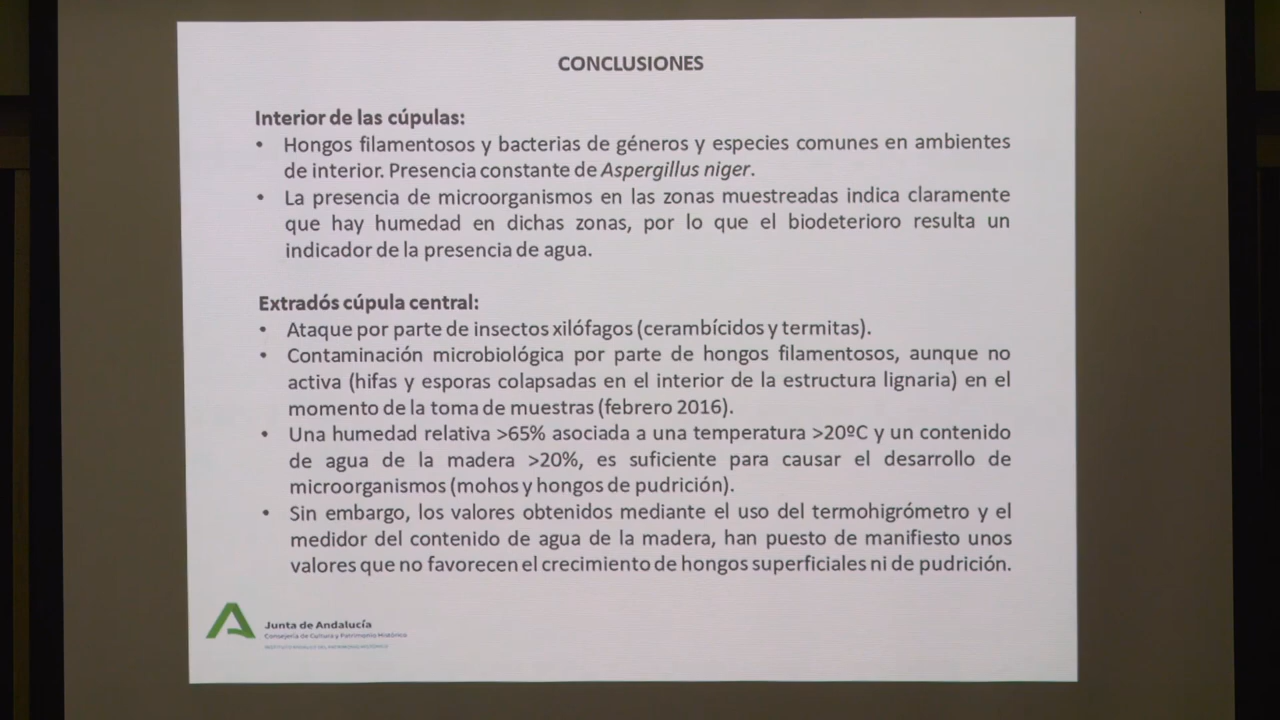 CONCLUSIONES
Interior de las cúpulas:
• Hongos filamentosos y bacterias de géneros y especies comunes en ambientes
de interior. Presencia constante de Aspergillus niger.
• La presencia de microorganismos en las zonas muestreadas indica claramente
que hay humedad en dichas zonas, por lo que el biodeterioro resulta un
indicador de la presencia de agua.
Extradós cúpula central:
• Ataque por parte de insectos xilófagos (cerambícidos y termitas).
• Contaminación microbiológica por parte de hongos filamentosos, aunque no
activa (hifas y esporas colapsadas en el interior de la estructura lignaria) en el
momento de la toma de muestras (febrero 2016).
• Una humedad relativa >65% asociada a una temperatura >20ºC y un contenido
de agua de la madera >20%, es suficiente para causar el desarrollo de
microorganismos (mohos y hongos de pudrición).
• Sin embargo, los valores obtenidos mediante el uso del termohigrómetro y el
medidor del contenido de agua de la madera, han puesto de manifiesto unos
valores que no favorecen el crecimiento de hongos superficiales ni de pudrición.
Junta de Andalucía
Consejería de Cultura y Patrimonio Histórico
INSTITUTO ANDALUZ DEL PATRIMONIO HISTÓRICO